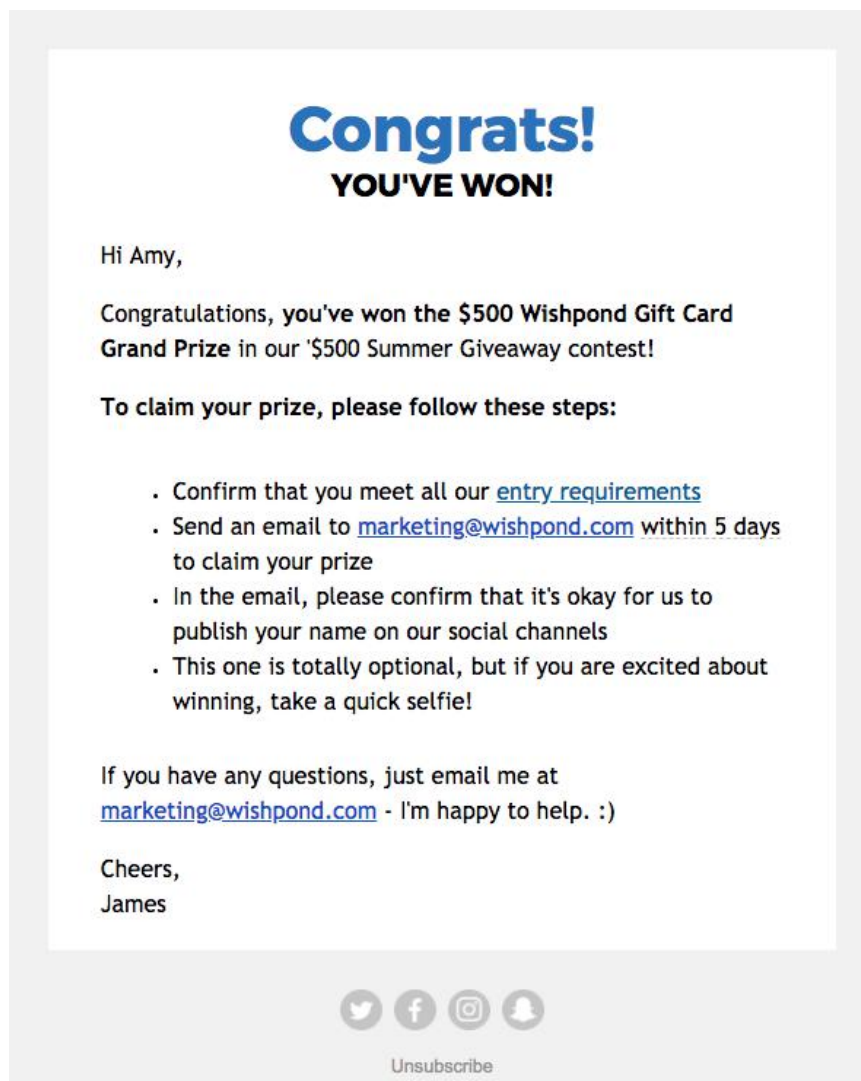 Congrats!
YOU'VE WON!
Hi Amy,
Congratulations, you've won the $500 Wishpond Gift Card
Grand Prize in our '$500 Summer Giveaway contest!
To claim your prize, please follow these steps:
• Confirm that you meet all our entry requirements
• Send an email to marketing@wishpond.com within 5 days
to claim your prize
• In the email, please confirm that it's okay for us to
publish your name on our social channels
• This one is totally optional, but if you are excited about
winning, take a quick selfie!
If you have any questions, just email me at
marketing@wishpond.com - I'm happy to help. :)
Cheers,
James
Unsubscribe